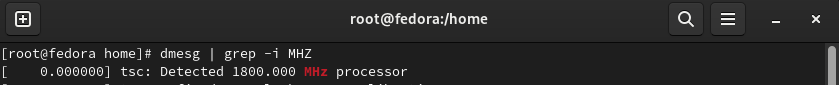 root@fedora:/home
[root@fedora home]# dmesg | grep -i MHZ
[    0.000000] tsc: Detected 1800.000 MHz processor